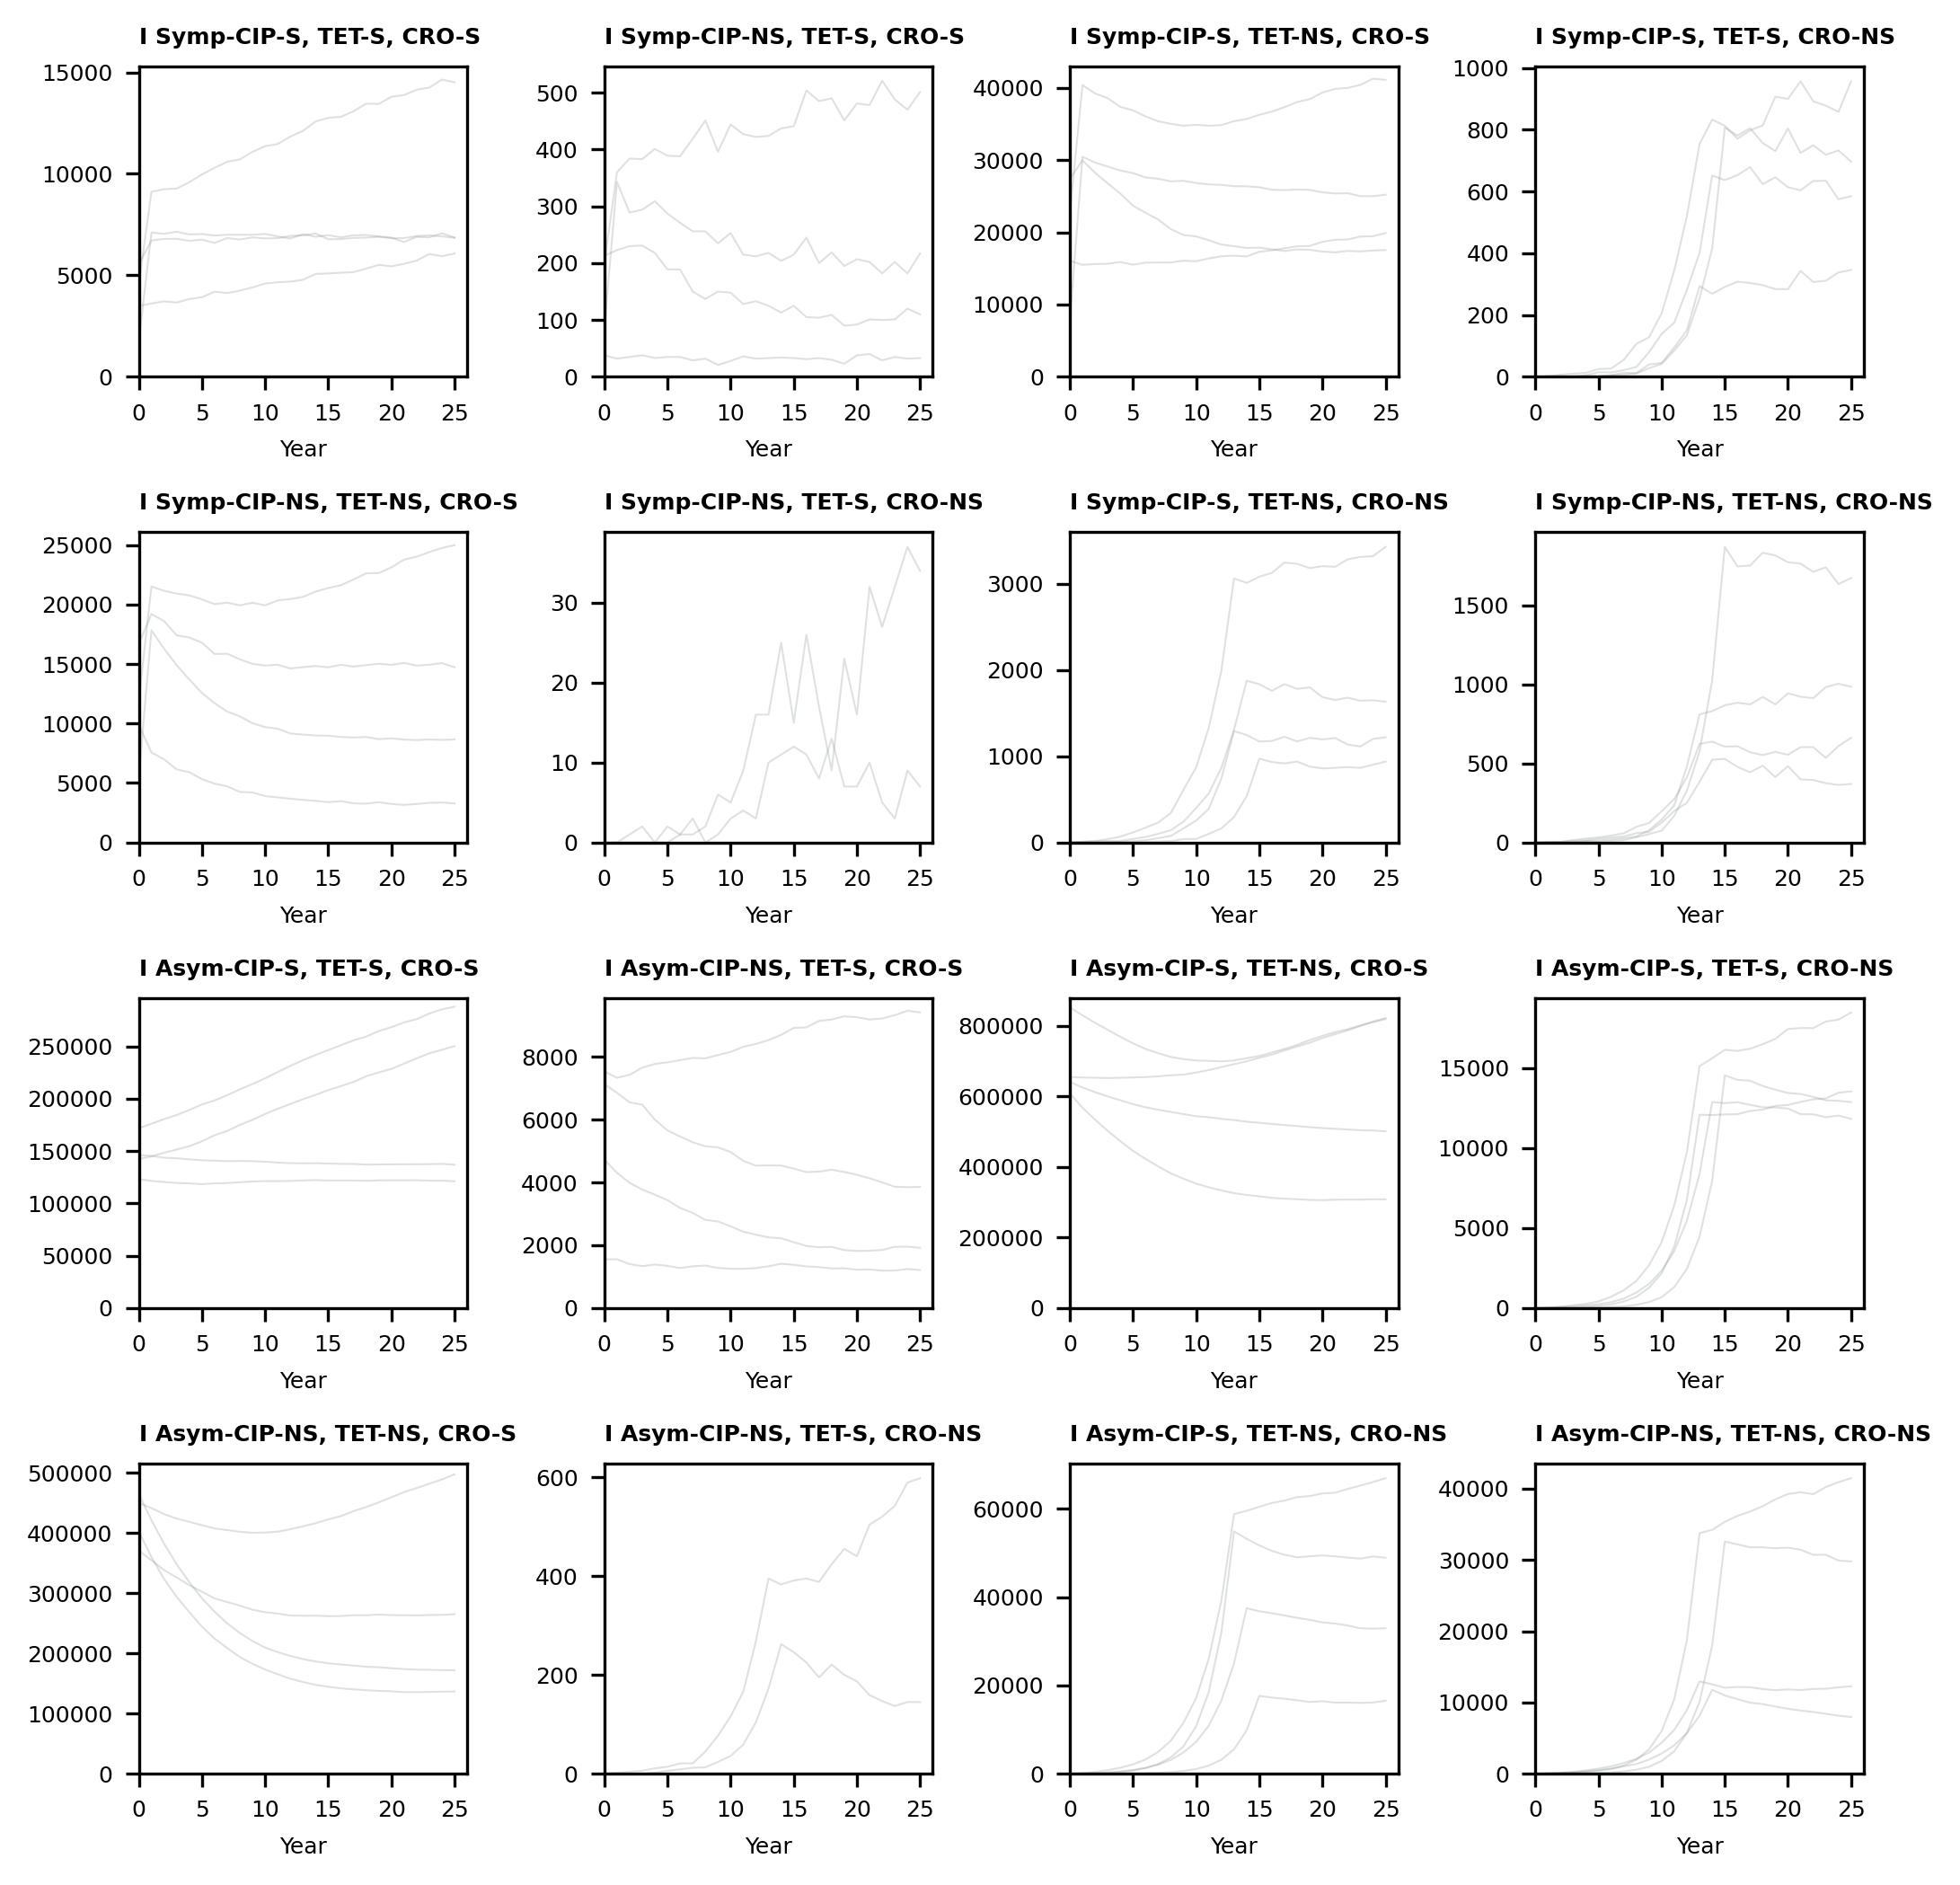 I Symp-CIP-S, TET-S, CRO-S
15000
10000
5000
0
0 5 10 15 20 25
Year
I Symp-CIP-NS, TET-S, CRO-S
500
400
300
200
100
0
0 5 10 15 20 25
Year
I Symp-CIP-S, TET-NS, CRO-S
40000
30000
20000
10000
0
0 5 10 15 20 25
Year
I Symp-CIP-S, TET-S, CRO-NS
1000
800
600
400
200
0
0 5 10 15 20 25
Year
I Symp-CIP-NS, TET-NS, CRO-S
25000
20000
15000
10000
5000
0
0 5 10 15 20 25
Year
I Symp-CIP-NS, TET-S, CRO-NS
30
20
10
0
0 5 10 15 20 25
Year
I Symp-CIP-S, TET-NS, CRO-NS
3000
2000
1000
0
0 5 10 15 20 25
Year
I Symp-CIP-NS, TET-NS, CRO-NS
1500
1000
500
0
0 5 10 15 20 25
Year
I Asym-CIP-S, TET-S, CRO-S
250000
200000
150000
100000
50000
0
0 5 10 15 20 25
Year
I Asym-CIP-NS, TET-S, CRO-S
8000
6000
4000
2000
0
0 5 10 15 20 25
Year
I Asym-CIP-S, TET-NS, CRO-S
800000
600000
400000
200000
0
0 5 10 15 20 25
Year
I Asym-CIP-S, TET-S, CRO-NS
15000
10000
5000
0
0 5 10 15 20 25
Year
I Asym-CIP-NS, TET-NS, CRO-S
500000
400000
300000
200000
100000
0
0 5 10 15 20 25
Year
I Asym-CIP-NS, TET-S, CRO-NS
600
400
200
0
0 5 10 15 20 25
Year
I Asym-CIP-S, TET-NS, CRO-NS
60000
40000
20000
0
0 5 10 15 20 25
Year
I Asym-CIP-NS, TET-NS, CRO-NS
40000
30000
20000
10000
0
0 5 10 15 20 25
Year